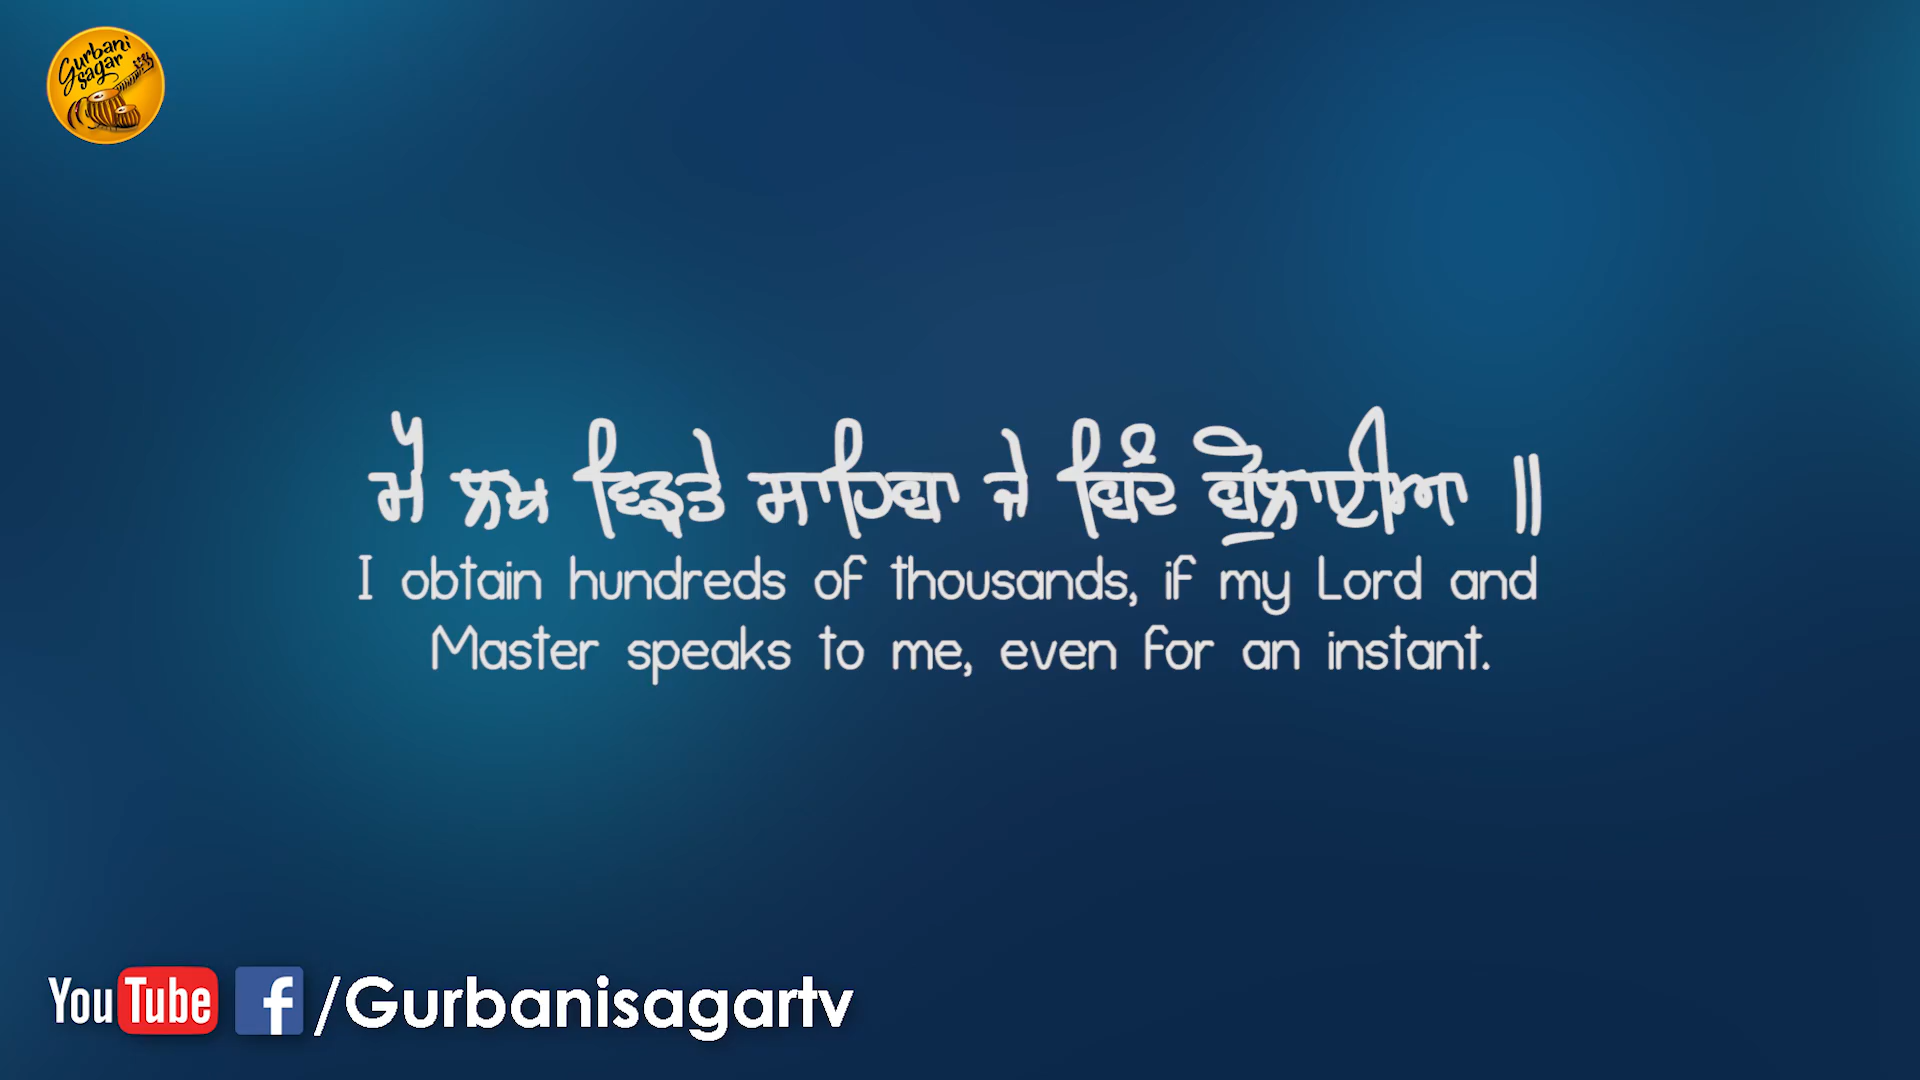 Gurbani
Sagar
ਮੈ ਲਖ ਵਿੜਤੇ ਸਾਹਿਬਾ ਜੇ ਬਿੰਦ ਬੋੁਲਾਈਆ ॥
I obtain hundreds of thousands, if my Lord and
Master speaks to me, even for an instant.
YouTube f /Gurbanisagartv